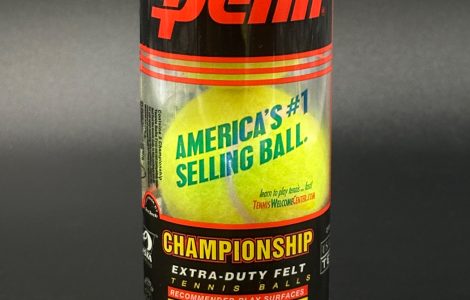 Penn
AMERICA'S #1
SELLING BALL.
learn to play tennis... fast!
TENNISWELCOMECENTER.COM
CHAMPIONSHIP
EXTRA-DUTY FELT
TENNIS BALLS
RECOMMENDED PLAY SURFACES